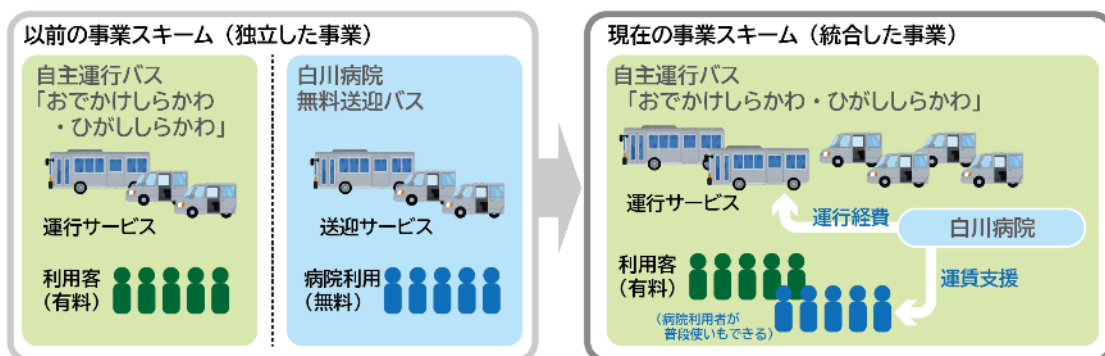 以前の事業スキーム（独立した事業）
自主運行バス
「おでかけしらかわ
・ひがししらかわ」
運行サービス
利用客
（有料）
白川病院
無料送迎バス
送迎サービス
病院利用
（無料）
現在の事業スキーム（統合した事業）
自主運行バス
「おでかけしらかわ・ひがししらかわ」
運行サービス
運行経費
白川病院
利用客
（有料）
運賃支援
（病院利用者が
普段使いもできる）